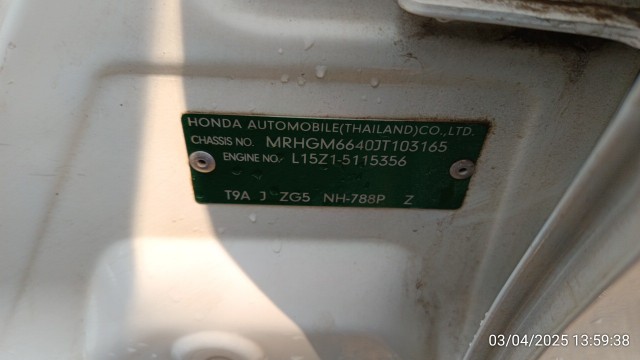 HONDA AUTOMOBILE(THAILAND)CO.,LTD.
CHASSIS NO. MRHGM6640JT103165
ENGINE NO. L15Z1-5115356
T9A J ZG5 NH-788P Z
03/04/2025 13:59:38